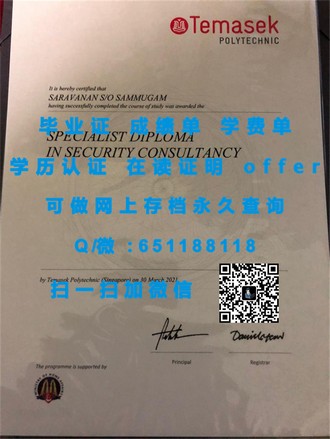 Temasek
POLYTECHNIC
It is hereby certified that
SARAVANAN S/O SAMMUGAM
having successfully completed the course of study was awarded the
毕业证 成绩单 学费单
SPECIALIST DIPLOMA
IN SECURITY CONSULTANCY
学历认证 在读证明 offer
可做网上存档永久查询
Q/微:651188118
by Temasek Polytechnic (Singapore) on 30 March 2021
扫一扫加微信
Principal
Registrar
The programme is supported by